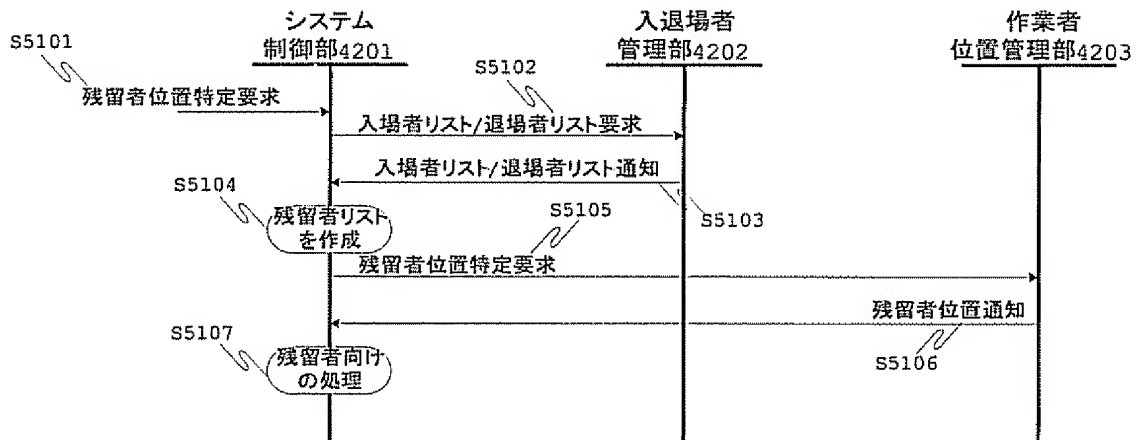 システム
制御部4201
入退場者
管理部4202
作業者
位置管理部4203
S5101
残留者位置特定要求
S5102
入場者リスト/退場者リスト要求
入場者リスト/退場者リスト通知
S5103
S5104
残留者リスト
を作成
S5105
残留者位置特定要求
残留者位置通知
S5106
S5107
残留者向け
の処理